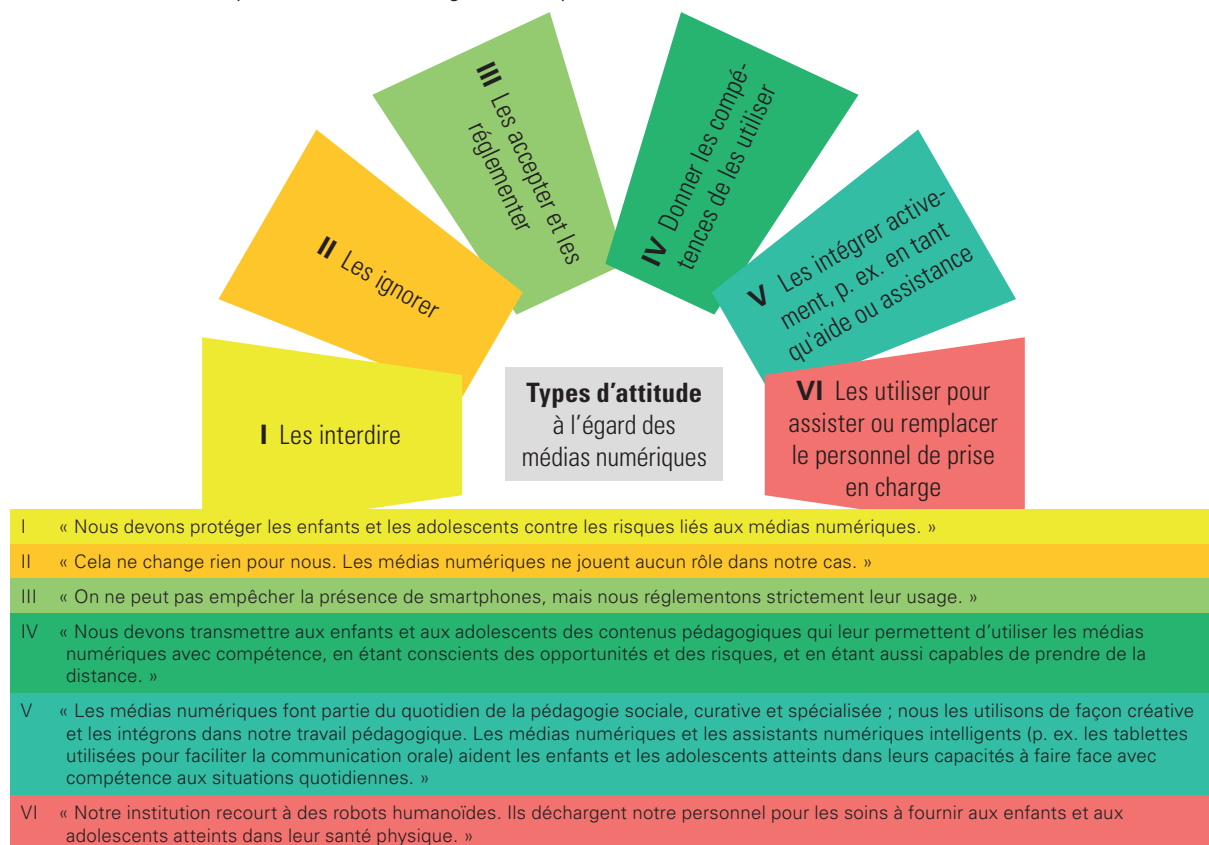 III Les accepter et les
réglementer
IV Donner les compé-
tences de les utiliser
II Les ignorer
V Les intégrer active-
ment, p. ex. en tant
qu'aide ou assistance
I Les interdire
Types d’attitude
à l’égard des
médias numériques
VI Les utiliser pour
assister ou remplacer
le personnel de prise
en charge
I « Nous devons protéger les enfants et les adolescents contre les risques liés aux médias numériques. »
II « Cela ne change rien pour nous. Les médias numériques ne jouent aucun rôle dans notre cas. »
III « On ne peut pas empêcher la présence de smartphones, mais nous réglementons strictement leur usage. »
IV « Nous devons transmettre aux enfants et aux adolescents des contenus pédagogiques qui leur permettent d’utiliser les médias
numériques avec compétence, en étant conscients des opportunités et des risques, et en étant aussi capables de prendre de la
distance. »
V « Les médias numériques font partie du quotidien de la pédagogie sociale, curative et spécialisée ; nous les utilisons de façon créative
et les intégrons dans notre travail pédagogique. Les médias numériques et les assistants numériques intelligents (p. ex. les tablettes
utilisées pour faciliter la communication orale) aident les enfants et les adolescents atteints dans leurs capacités à faire face avec
compétence aux situations quotidiennes. »
VI « Notre institution recourt à des robots humanoïdes. Ils déchargent notre personnel pour les soins à fournir aux enfants et aux
adolescents atteints dans leur santé physique. »